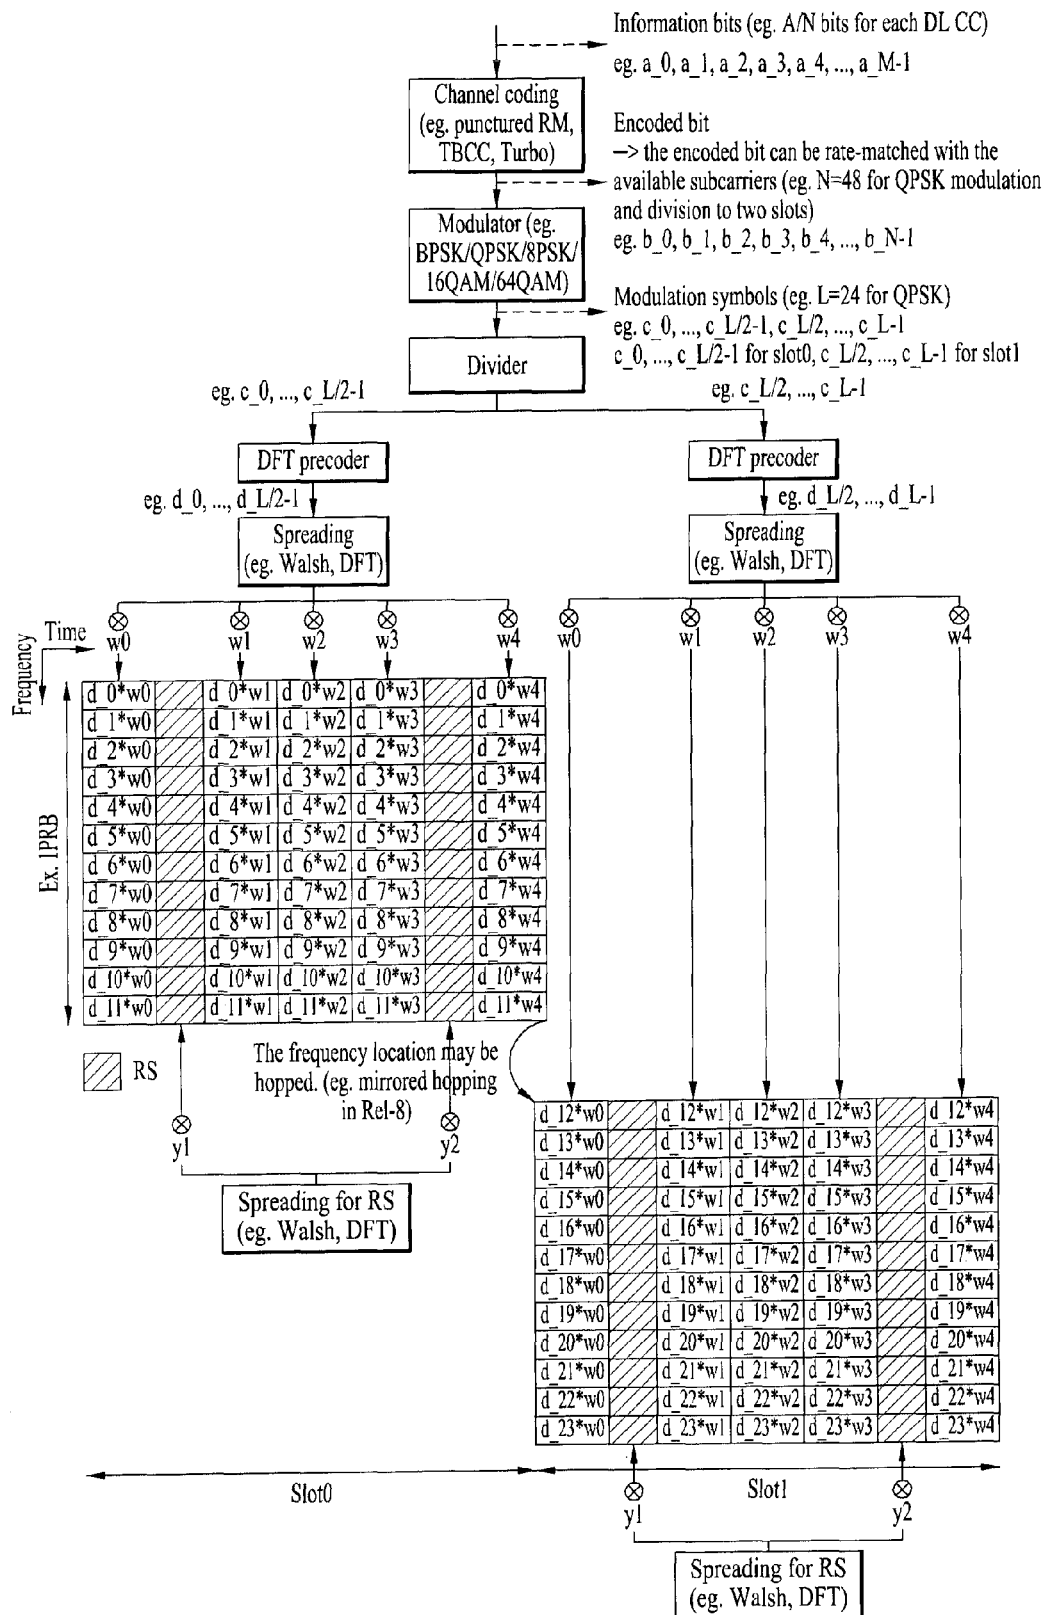 Information bits (eg. A/N bits for each DL CC)
eg. a_0, a_1, a_2, a_3, a_4, ..., a_M-1
Channel coding
(eg. punctured RM,
TBCC, Turbo)
Encoded bit
—> the encoded bit can be rate-matched with the
available subcarriers (eg. N=48 for QPSK modulation
and division to two slots)
eg. b_0, b_1, b_2, b_3, b_4, ..., b_N-1
Modulator (eg.
BPSK/QPSK/8PSK/
16QAM/64QAM)
Modulation symbols (eg. L=24 for QPSK)
eg. c_0, ..., c_L/2-1, c_L/2, ..., c_L-1
c_0, ..., c_L/2-1 for slot0, c_L/2, ..., c_L-1 for slot1
Divider
eg. c_0, ..., c_L/2-1
eg. c_L/2, ..., c_L-1
DFT precoder
DFT precoder
eg. d_0, ..., d_L/2-1
eg. d_L/2, ..., d_L-1
Spreading
(eg. Walsh, DFT)
Spreading
(eg. Walsh, DFT)
w0 w1 w2 w3 w4
w0 w1 w2 w3 w4
Time
Frequency
Ex. 1PRB
d_0*w0 d_0*w1 d_0*w2 d_0*w3 d_0*w4
d_1*w0 d_1*w1 d_1*w2 d_1*w3 d_1*w4
d_2*w0 d_2*w1 d_2*w2 d_2*w3 d_2*w4
d_3*w0 d_3*w1 d_3*w2 d_3*w3 d_3*w4
d_4*w0 d_4*w1 d_4*w2 d_4*w3 d_4*w4
d_5*w0 d_5*w1 d_5*w2 d_5*w3 d_5*w4
d_6*w0 d_6*w1 d_6*w2 d_6*w3 d_6*w4
d_7*w0 d_7*w1 d_7*w2 d_7*w3 d_7*w4
d_8*w0 d_8*w1 d_8*w2 d_8*w3 d_8*w4
d_9*w0 d_9*w1 d_9*w2 d_9*w3 d_9*w4
d_10*w0 d_10*w1 d_10*w2 d_10*w3 d_10*w4
d_11*w0 d_11*w1 d_11*w2 d_11*w3 d_11*w4
RS
The frequency location may be
hopped. (eg. mirrored hopping
in Rel-8)
y1 y2
Spreading for RS
(eg. Walsh, DFT)
d_12*w0 d_12*w1 d_12*w2 d_12*w3 d_12*w4
d_13*w0 d_13*w1 d_13*w2 d_13*w3 d_13*w4
d_14*w0 d_14*w1 d_14*w2 d_14*w3 d_14*w4
d_15*w0 d_15*w1 d_15*w2 d_15*w3 d_15*w4
d_16*w0 d_16*w1 d_16*w2 d_16*w3 d_16*w4
d_17*w0 d_17*w1 d_17*w2 d_17*w3 d_17*w4
d_18*w0 d_18*w1 d_18*w2 d_18*w3 d_18*w4
d_19*w0 d_19*w1 d_19*w2 d_19*w3 d_19*w4
d_20*w0 d_20*w1 d_20*w2 d_20*w3 d_20*w4
d_21*w0 d_21*w1 d_21*w2 d_21*w3 d_21*w4
d_22*w0 d_22*w1 d_22*w2 d_22*w3 d_22*w4
d_23*w0 d_23*w1 d_23*w2 d_23*w3 d_23*w4
Slot0
Slot1
y1 y2
Spreading for RS
(eg. Walsh, DFT)